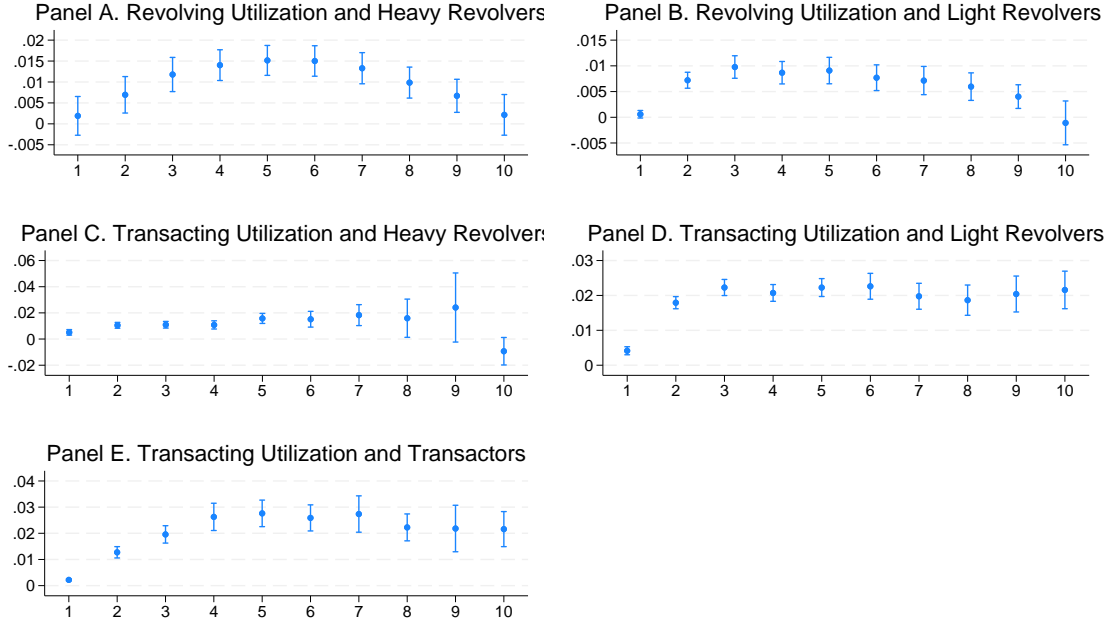 Panel A. Revolving Utilization and Heavy Revolvers
.02
.015
.01
.005
0
-.005
1 2 3 4 5 6 7 8 9 10
Panel B. Revolving Utilization and Light Revolvers
.015
.01
.005
0
-.005
1 2 3 4 5 6 7 8 9 10
Panel C. Transacting Utilization and Heavy Revolvers
.06
.04
.02
0
-.02
1 2 3 4 5 6 7 8 9 10
Panel D. Transacting Utilization and Light Revolvers
.03
.02
.01
0
1 2 3 4 5 6 7 8 9 10
Panel E. Transacting Utilization and Transactors
.04
.03
.02
.01
0
1 2 3 4 5 6 7 8 9 10